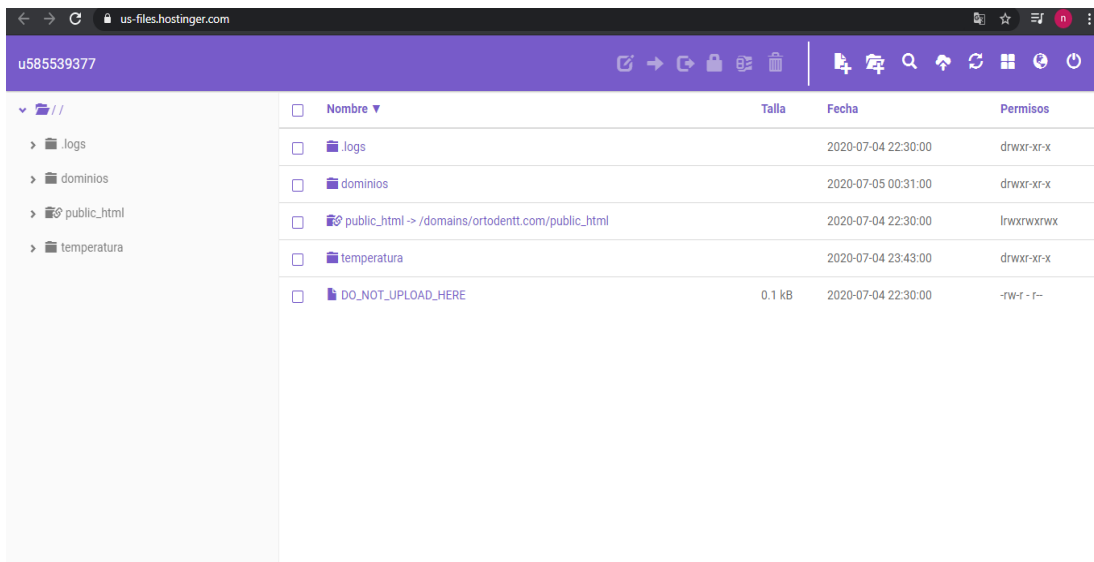 us-files.hostinger.com
n
u585539377
//
.logs
dominios
public_html
temperatura
Nombre ▼ Talla Fecha Permisos
.logs 2020-07-04 22:30:00 drwxr-xr-x
dominios 2020-07-05 00:31:00 drwxr-xr-x
public_html -> /domains/ortodentt.com/public_html 2020-07-04 22:30:00 lrwxrwxrwx
temperatura 2020-07-04 23:43:00 drwxr-xr-x
DO_NOT_UPLOAD_HERE 0.1 kB 2020-07-04 22:30:00 -rw-r - r--